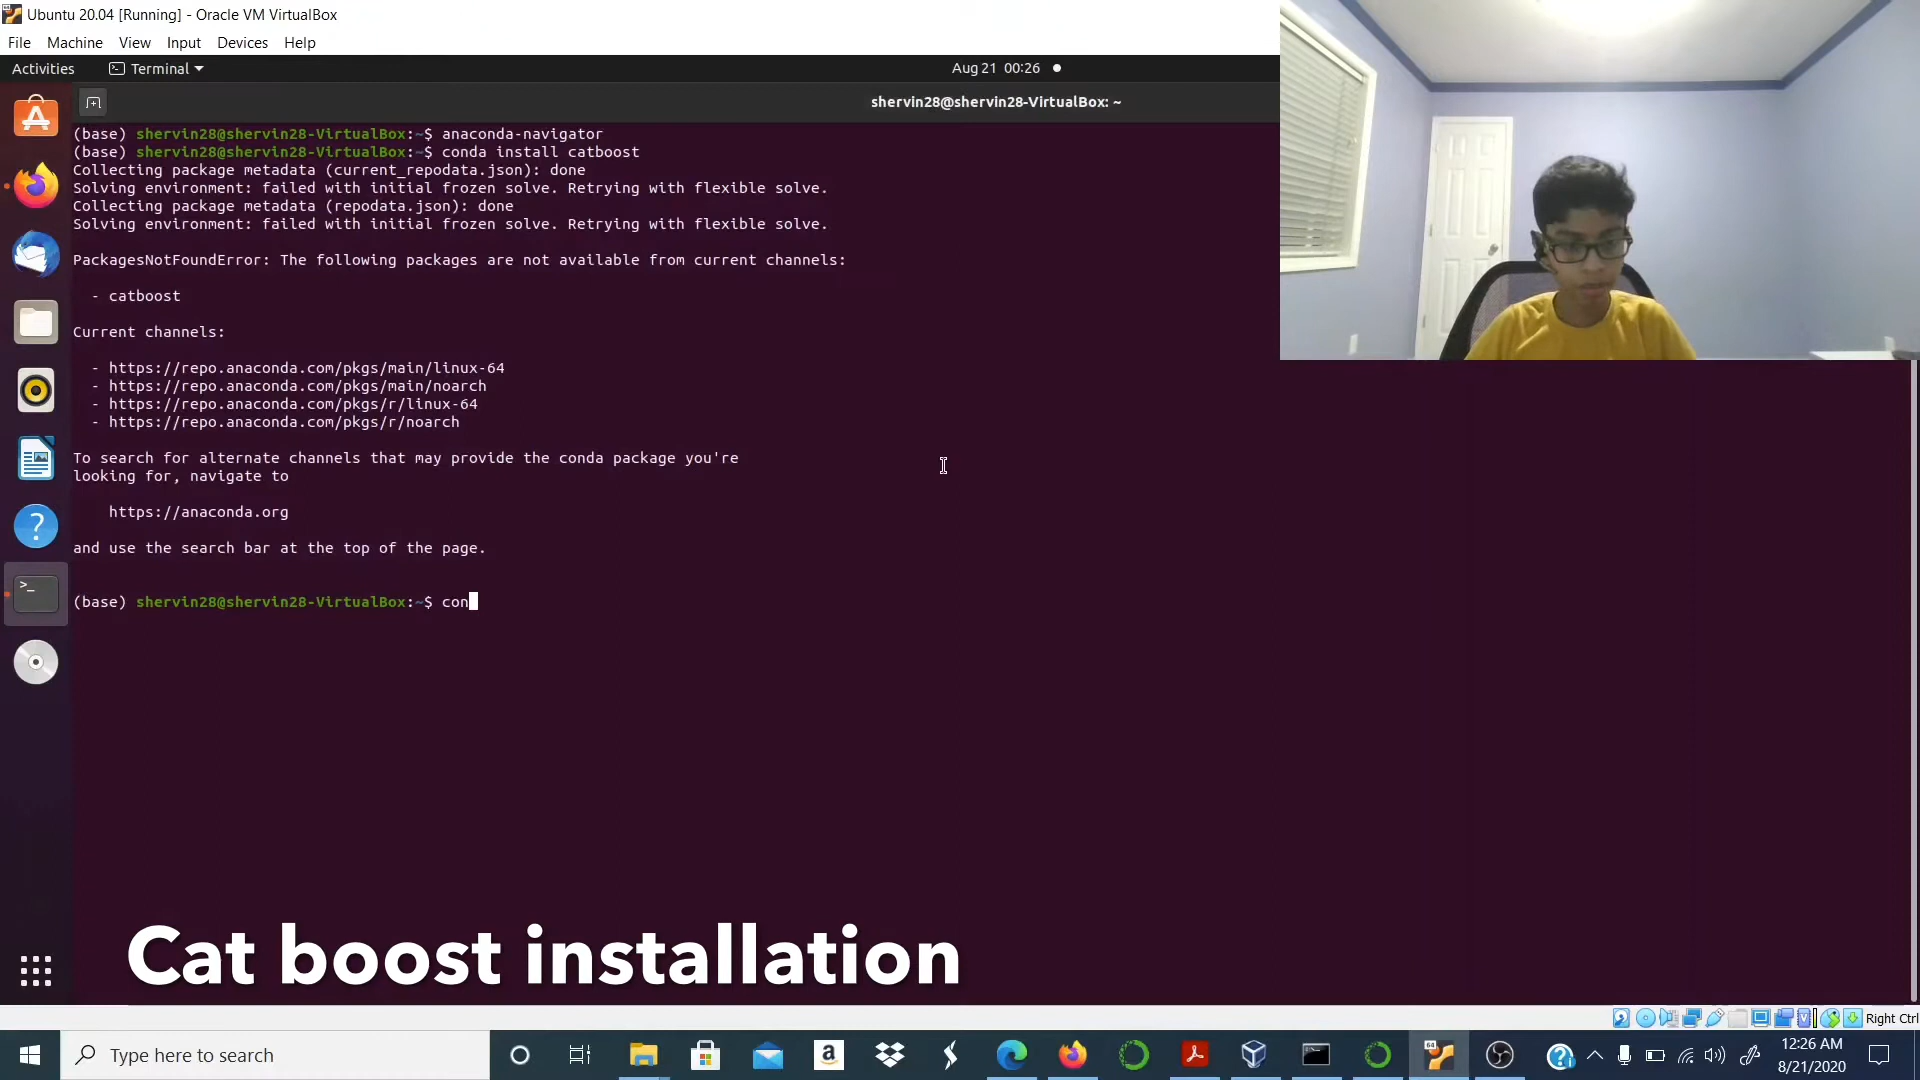 Ubuntu 20.04 [Running] - Oracle VM VirtualBox
File Machine View Input Devices Help
Activities Terminal Aug 21 00:26
shervin28@shervin28-VirtualBox: ~
(base) shervin28@shervin28-VirtualBox:~$ anaconda-navigator
(base) shervin28@shervin28-VirtualBox:~$ conda install catboost
Collecting package metadata (current_repodata.json): done
Solving environment: failed with initial frozen solve. Retrying with flexible solve.
Collecting package metadata (repodata.json): done
Solving environment: failed with initial frozen solve. Retrying with flexible solve.
PackagesNotFoundError: The following packages are not available from current channels:
- catboost
Current channels:
- https://repo.anaconda.com/pkgs/main/linux-64
- https://repo.anaconda.com/pkgs/main/noarch
- https://repo.anaconda.com/pkgs/r/linux-64
- https://repo.anaconda.com/pkgs/r/noarch
To search for alternate channels that may provide the conda package you're
looking for, navigate to
https://anaconda.org
and use the search bar at the top of the page.
(base) shervin28@shervin28-VirtualBox:~$ con
Cat boost installation
Right Ctrl
Type here to search
12:26 AM
8/21/2020